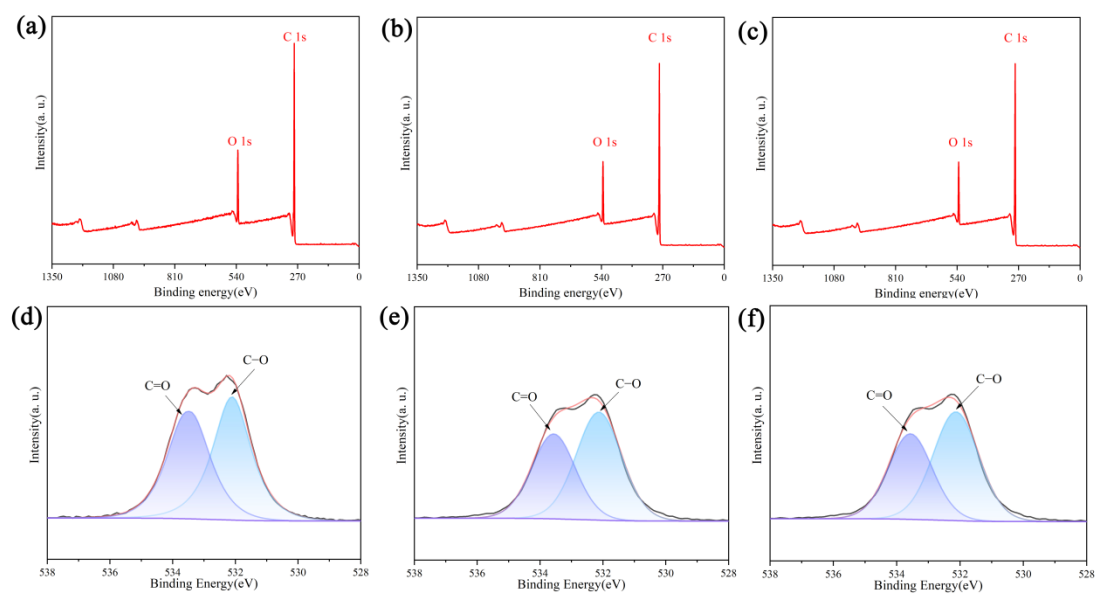 (a)
C 1s
O 1s
Intensity(a. u.)
1350 1080 810 540 270 0
Binding energy(eV)
(b)
C 1s
O 1s
Intensity(a. u.)
1350 1080 810 540 270 0
Binding energy(eV)
(c)
C 1s
O 1s
Intensity(a. u.)
1350 1080 810 540 270 0
Binding energy(eV)
(d)
C=O
C−O
Intensity(a. u.)
538 536 534 532 530 528
Binding Energy(eV)
(e)
C=O
C−O
Intensity(a. u.)
538 536 534 532 530 528
Binding Energy(eV)
(f)
C=O
C−O
Intensity(a. u.)
538 536 534 532 530 528
Binding Energy(eV)